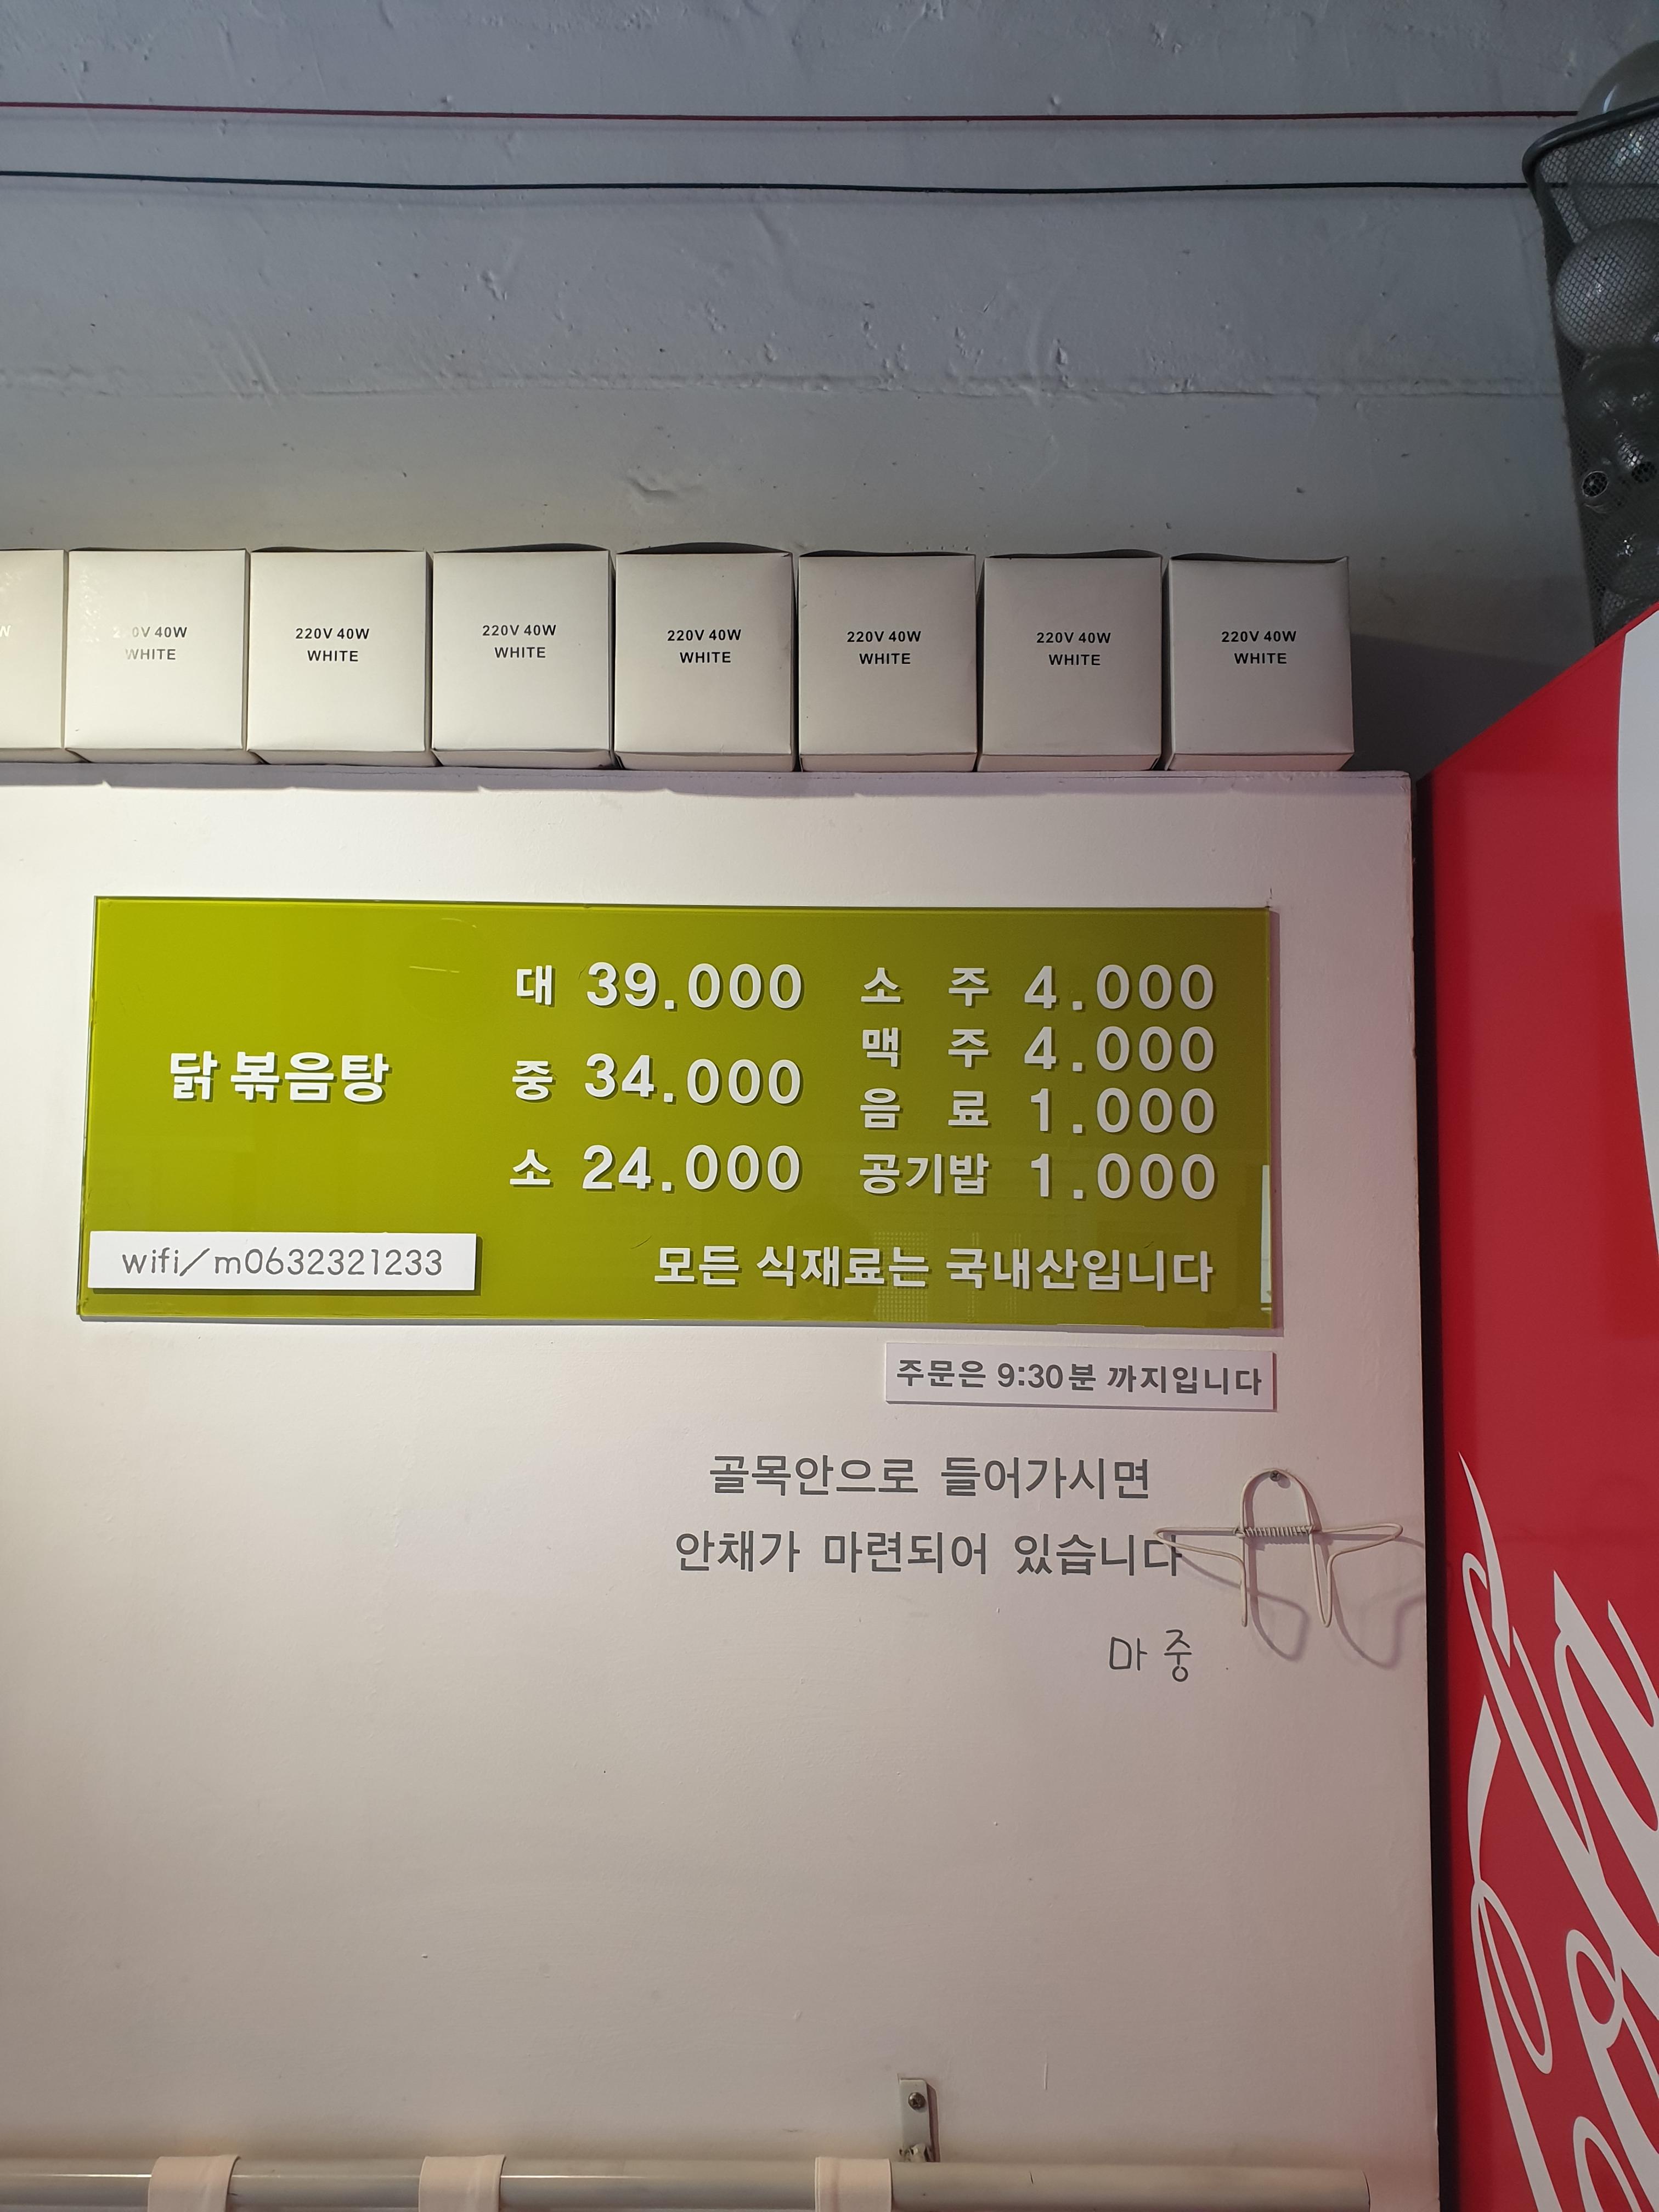 220V 40W
WHITE
220V 40W
WHITE
220V 40W
WHITE
220V 40W
WHITE
220V 40W
WHITE
220V 40W
WHITE
220V 40W
WHITE
닭볶음탕
대 39.000
중 34.000
소 24.000
소 주 4.000
맥 주 4.000
음 료 1.000
공기밥 1.000
wifi/m0632321233
모든 식재료는 국내산입니다
주문은 9:30분 까지입니다
골목안으로 들어가시면
안채가 마련되어 있습니다
마중
Coca-Cola